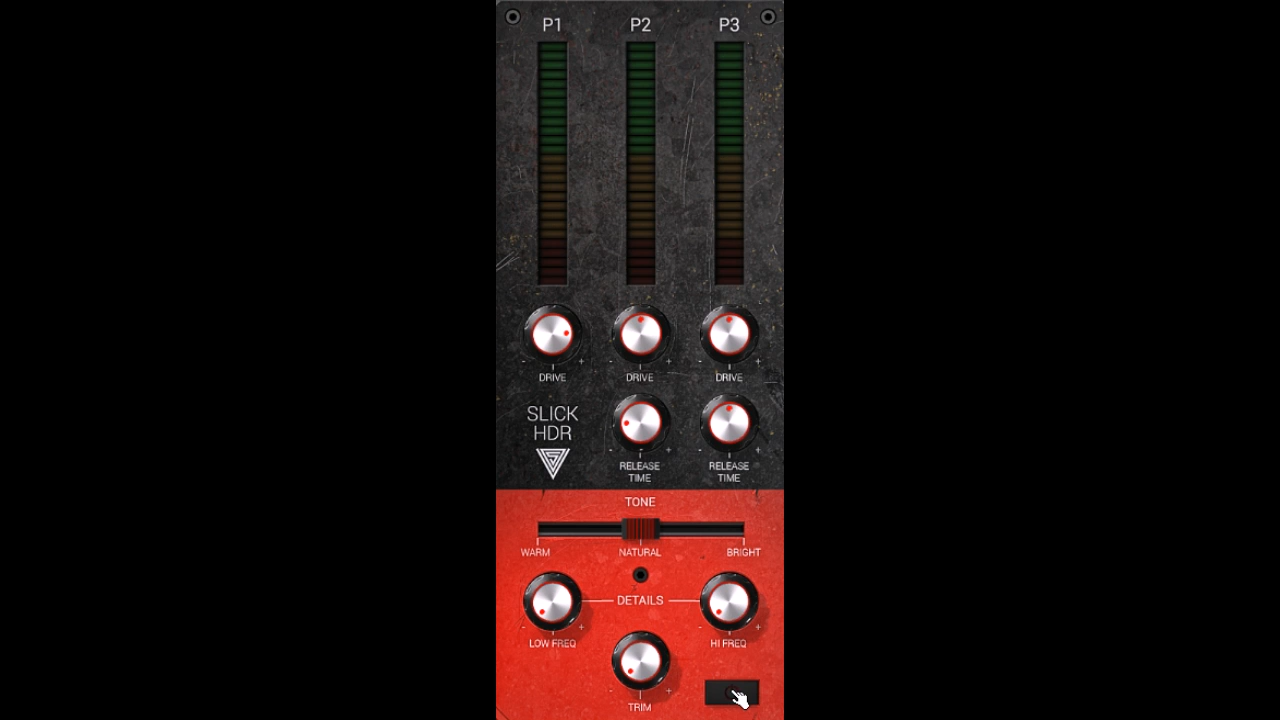 P1 P2 P3
- + - + - +
DRIVE DRIVE DRIVE
SLICK
HDR
- + - +
RELEASE
TIME
RELEASE
TIME
TONE
WARM NATURAL BRIGHT
DETAILS
- + - +
LOW FREQ HI FREQ
- +
TRIM